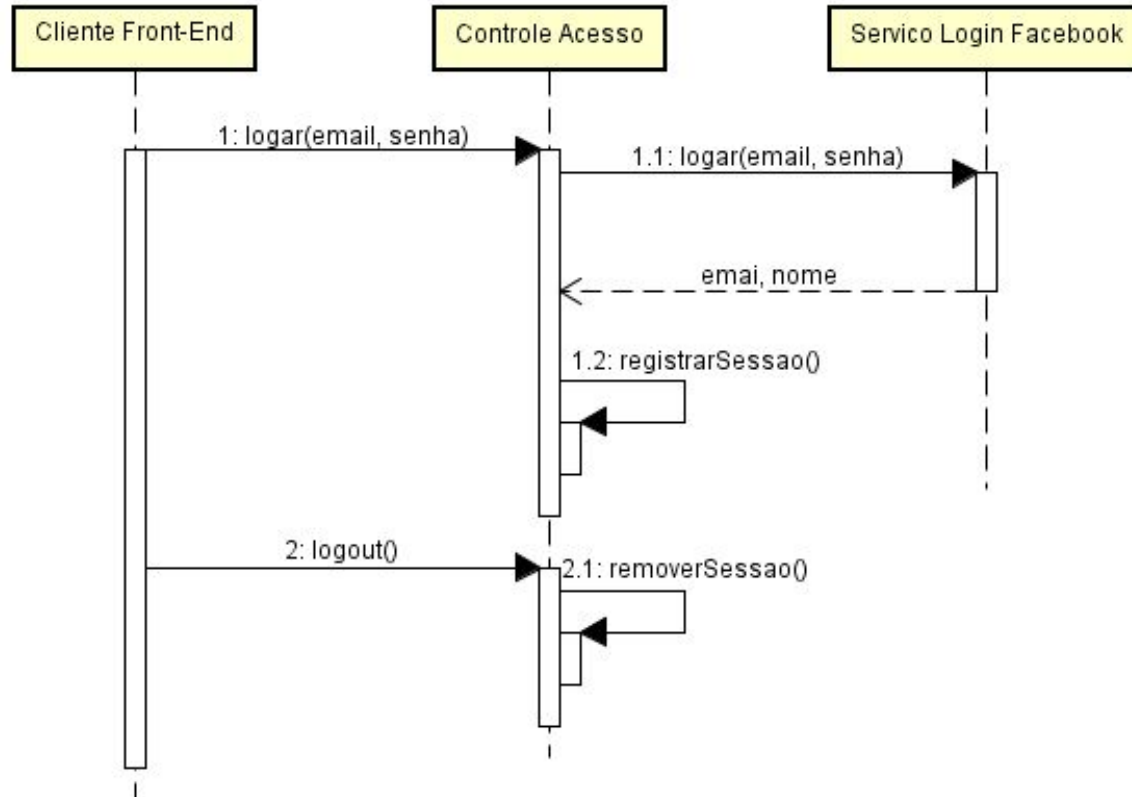 Cliente Front-End
Controle Acesso
Servico Login Facebook
1: logar(email, senha)
1.1: logar(email, senha)
emai, nome
1.2: registrarSessao()
2: logout()
2.1: removerSessao()